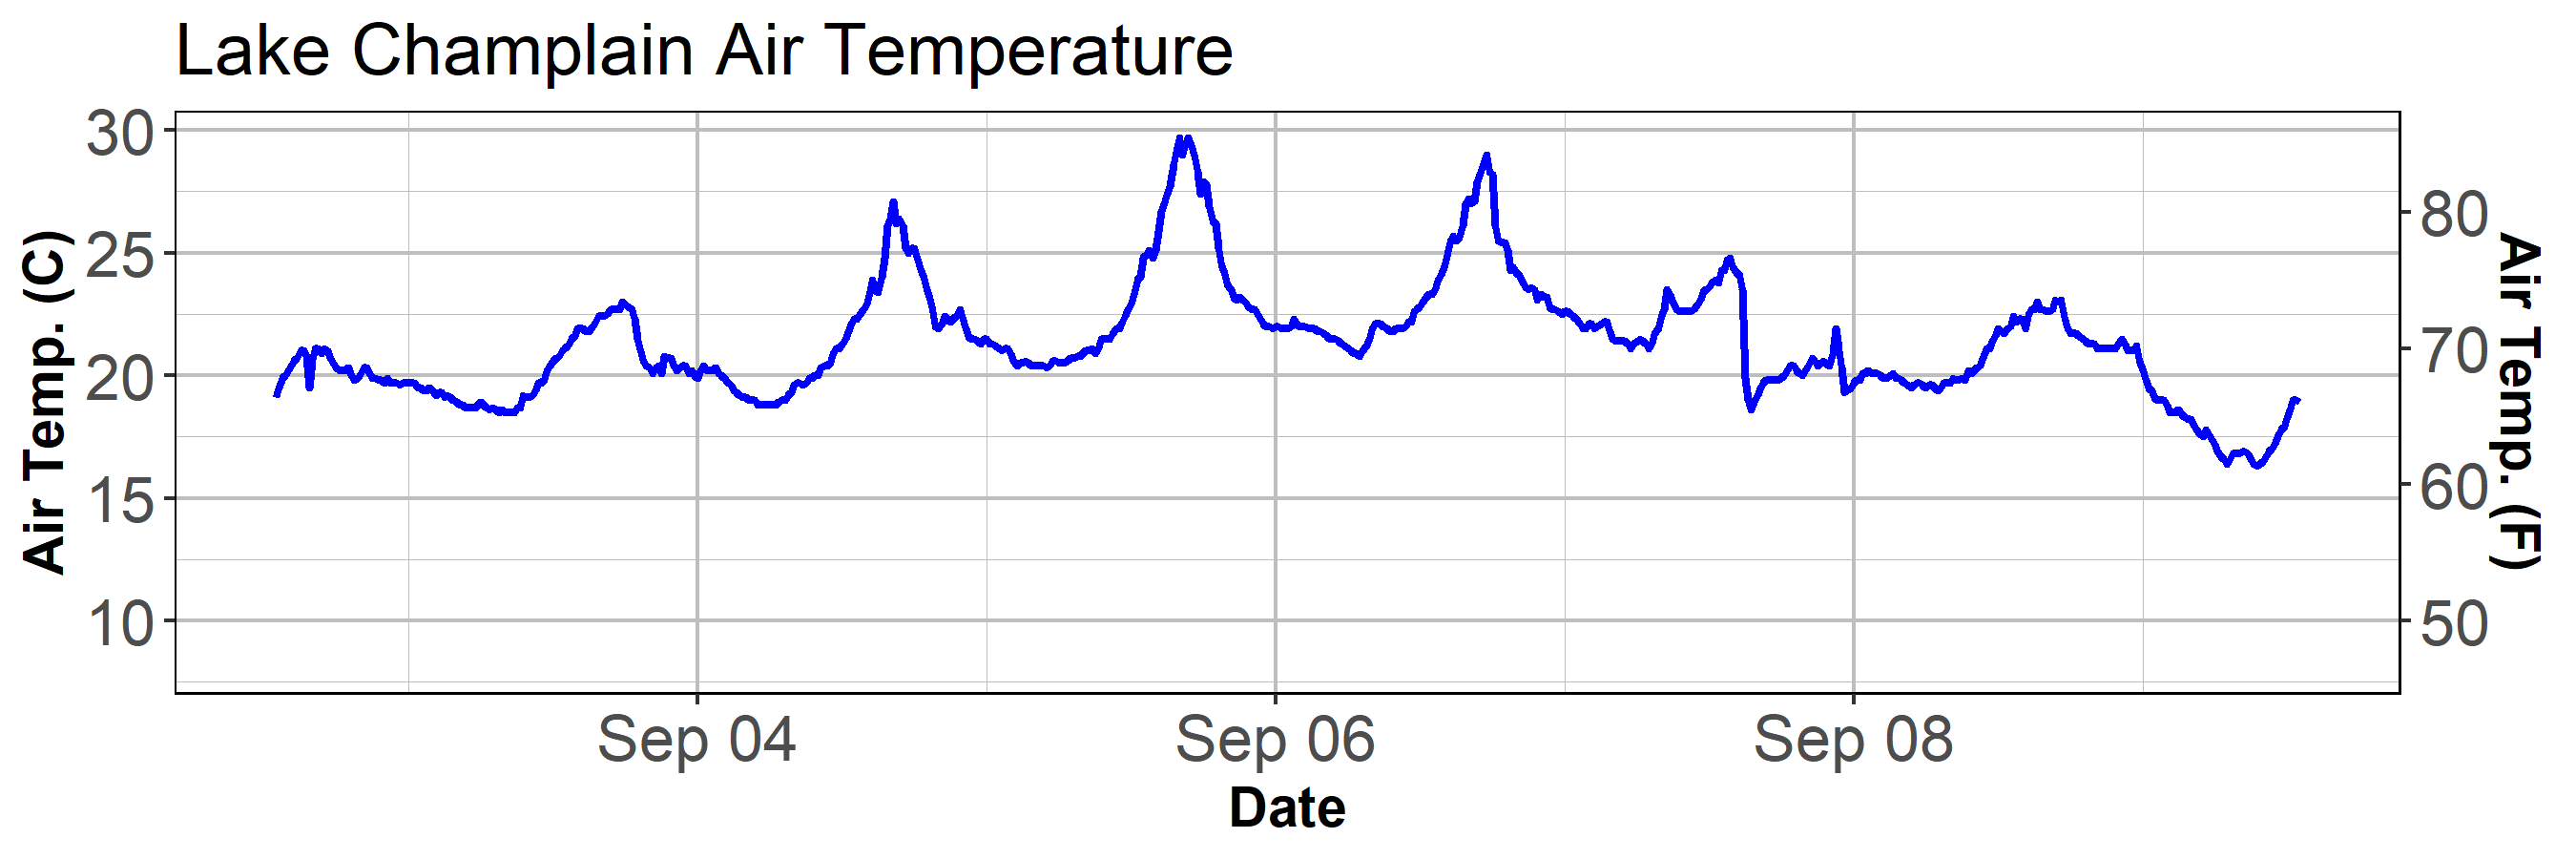 Lake Champlain Air Temperature
30
25
20
15
10
Air Temp. (C)
80
70
60
50
Air Temp. (F)
Sep 04
Sep 06
Sep 08
Date